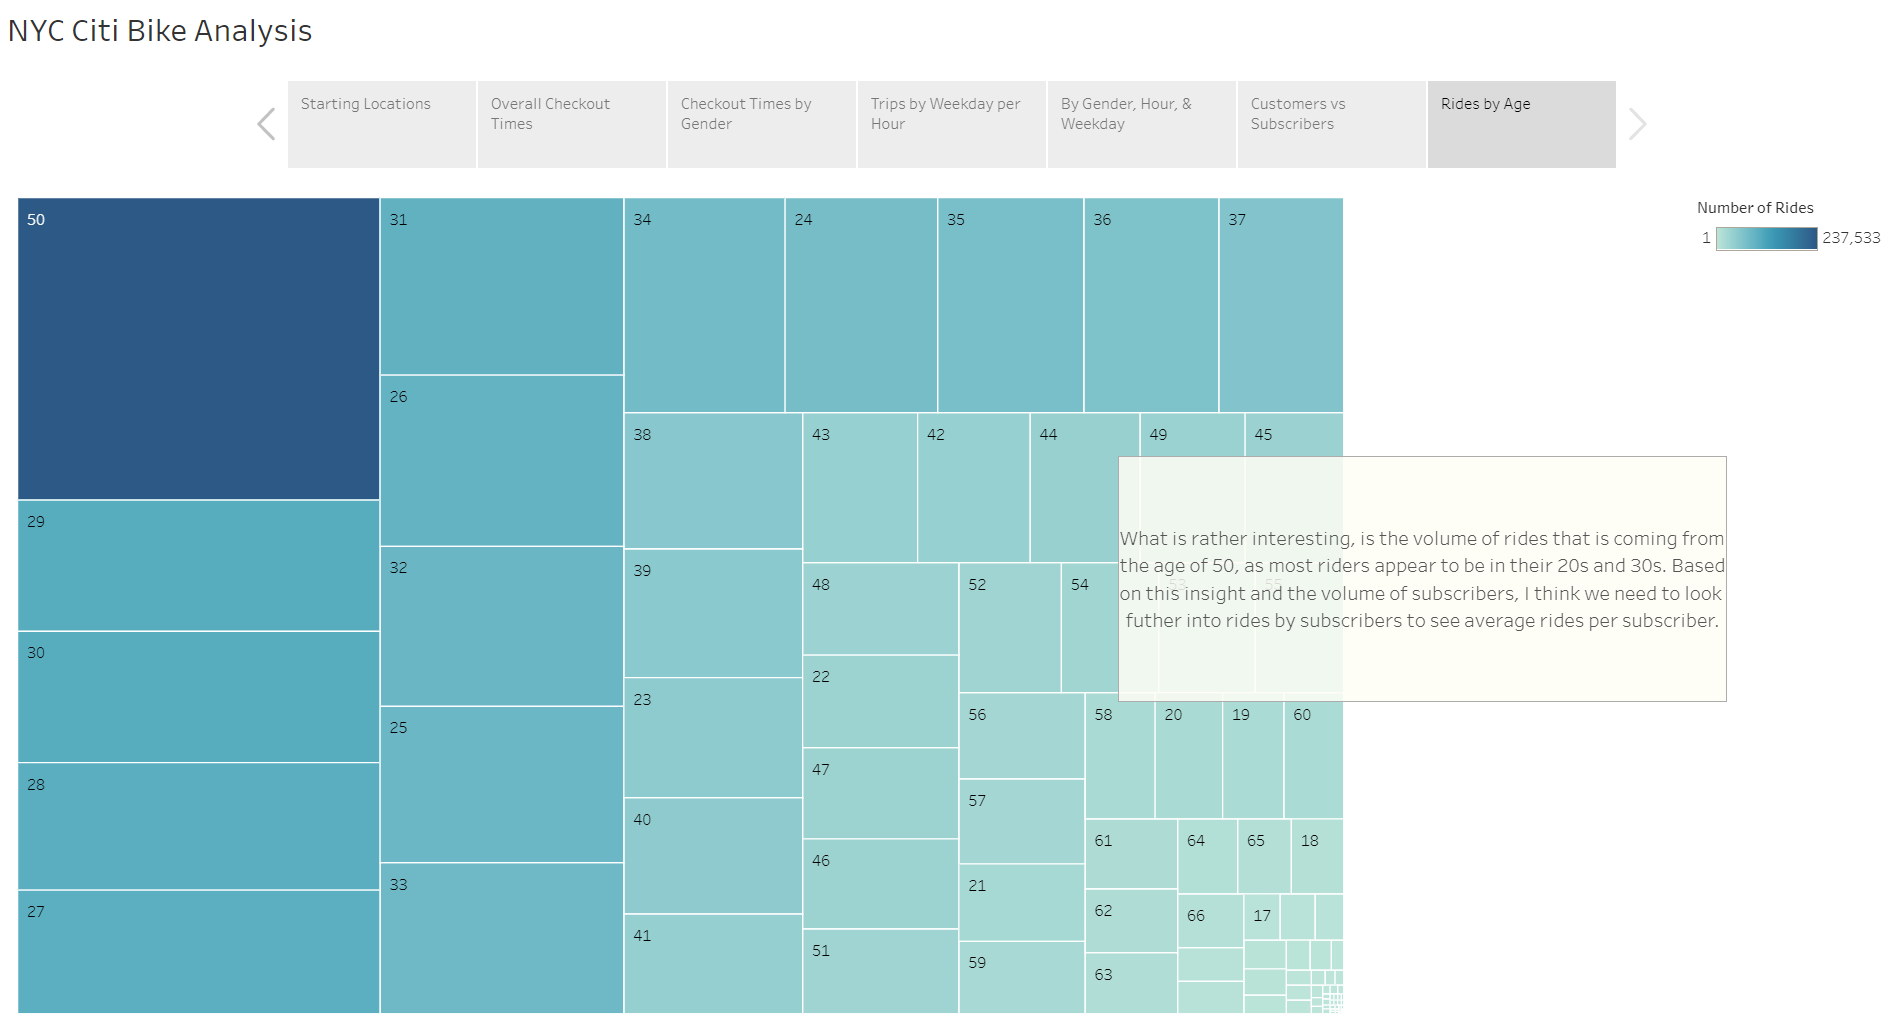 NYC Citi Bike Analysis
Starting Locations
Overall Checkout
Times
Checkout Times by
Gender
Trips by Weekday per
Hour
By Gender, Hour, &
Weekday
Customers vs
Subscribers
Rides by Age
Number of Rides
1 237,533
50
31
34
24
35
36
37
26
38
43
42
44
49
45
29
What is rather interesting, is the volume of rides that is coming from
the age of 50, as most riders appear to be in their 20s and 30s. Based
on this insight and the volume of subscribers, I think we need to look
futher into rides by subscribers to see average rides per subscriber.
32
39
48
52
54
53
55
30
22
23
25
56
58
20
19
60
28
47
57
40
61
64
65
18
46
33
21
27
62
66
17
41
51
59
63